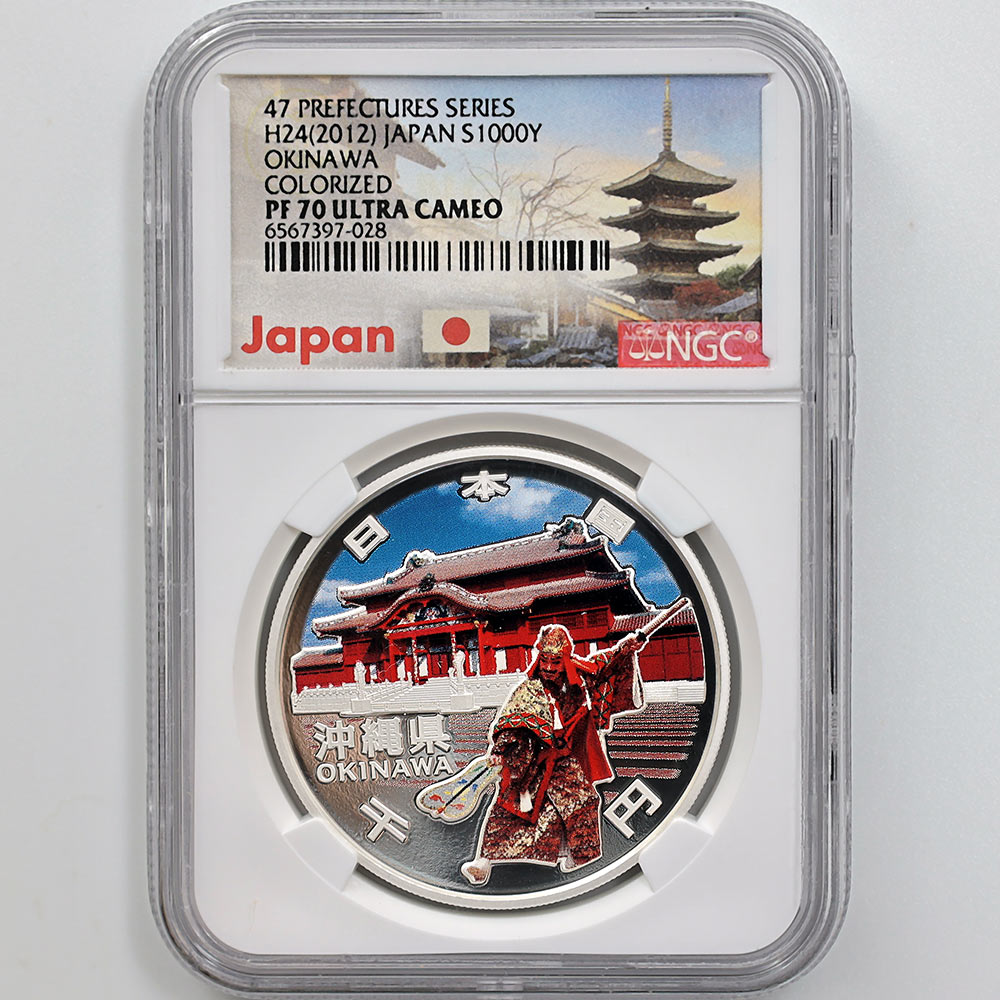 47 PREFECTURES SERIES
H24(2012) JAPAN S1000Y
OKINAWA
COLORIZED
PF 70 ULTRA CAMEO
6567397-028
Japan
NGC®
日本国
沖縄県
OKINAWA
千円